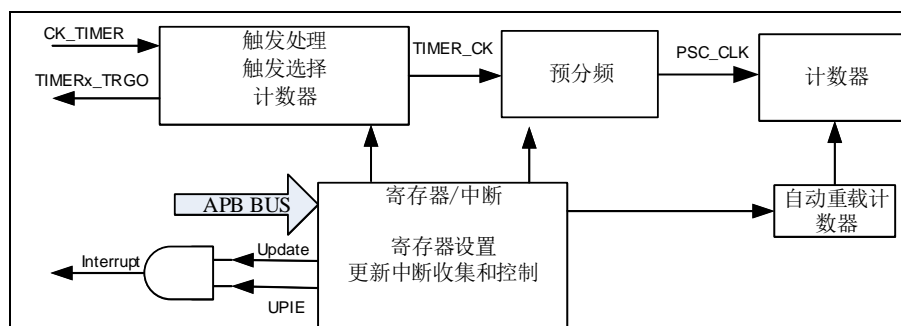 CK_TIMER
TIMERx_TRGO
触发处理
触发选择
计数器
TIMER_CK
预分频
PSC_CLK
计数器
APB BUS
寄存器/中断
寄存器设置
更新中断收集和控制
自动重载计
数器
Interrupt
Update
UPIE